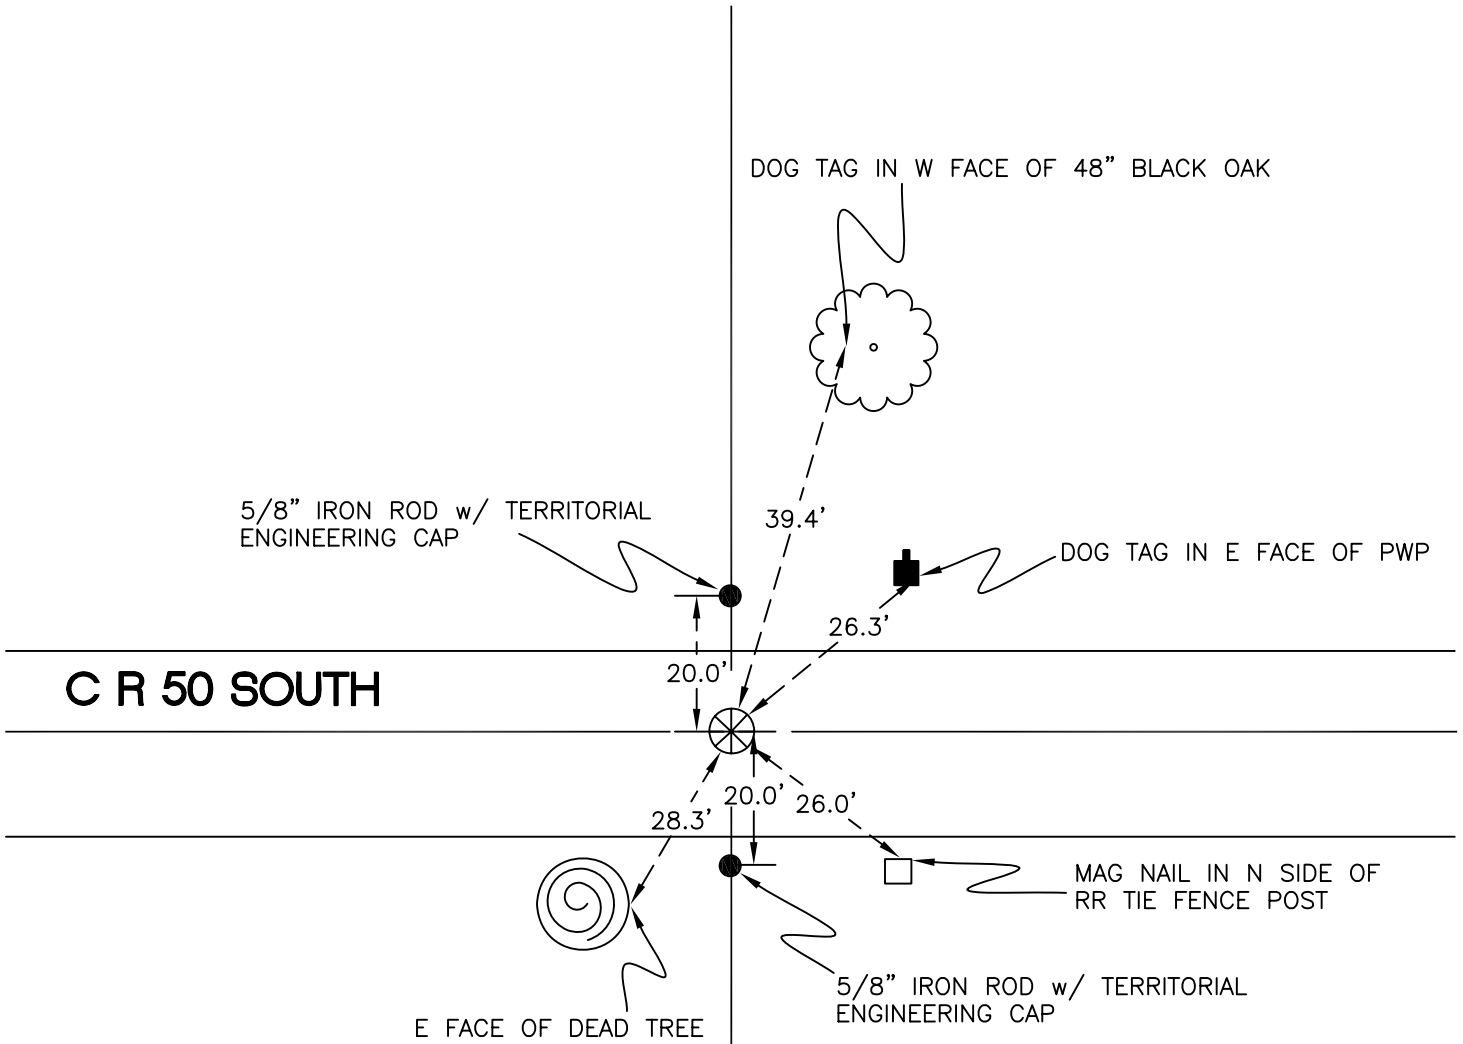 DOG TAG IN W FACE OF 48" BLACK OAK
5/8" IRON ROD w/ TERRITORIAL
ENGINEERING CAP
39.4'
DOG TAG IN E FACE OF PWP
26.3'
20.0'
C R 50 SOUTH
20.0'
26.0'
28.3'
MAG NAIL IN N SIDE OF
RR TIE FENCE POST
5/8" IRON ROD w/ TERRITORIAL
ENGINEERING CAP
E FACE OF DEAD TREE